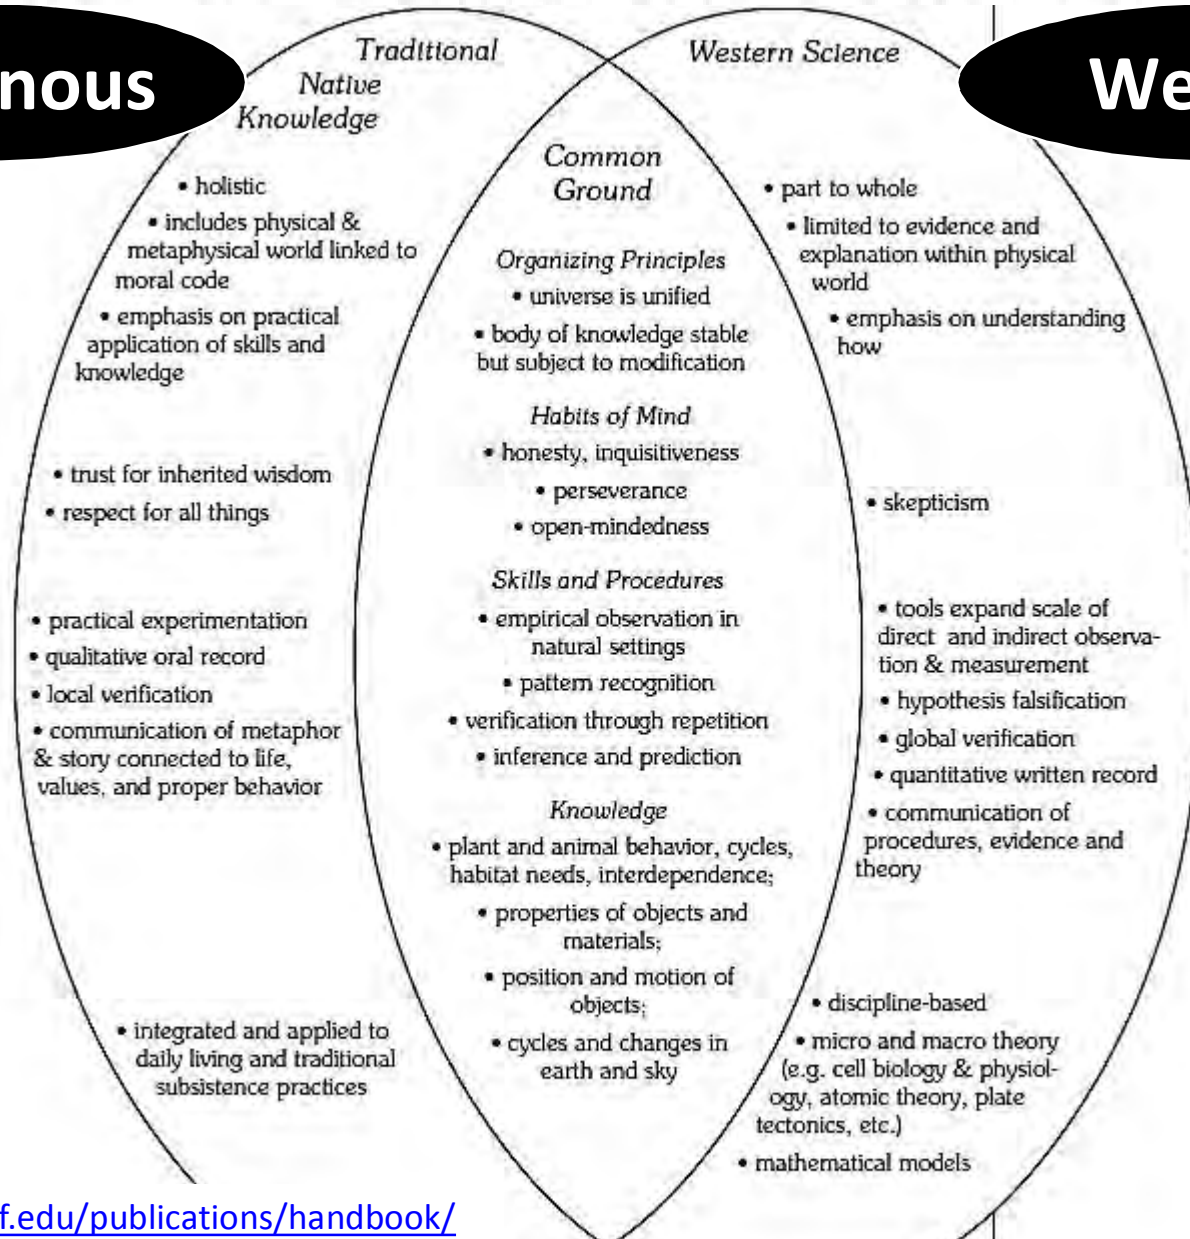 nous
We
Traditional
Native
Knowledge
• holistic
• includes physical &
metaphysical world linked to
moral code
• emphasis on practical
application of skills and
knowledge
• trust for inherited wisdom
• respect for all things
• practical experimentation
• qualitative oral record
• local verification
• communication of metaphor
& story connected to life,
values, and proper behavior
• integrated and applied to
daily living and traditional
subsistence practices
Common
Ground
Organizing Principles
• universe is unified
• body of knowledge stable
but subject to modification
Habits of Mind
• honesty, inquisitiveness
• perseverance
• open-mindedness
Skills and Procedures
• empirical observation in
natural settings
• pattern recognition
• verification through repetition
• inference and prediction
Knowledge
• plant and animal behavior, cycles,
habitat needs, interdependence;
• properties of objects and
materials;
• position and motion of
objects;
• cycles and changes in
earth and sky
Western Science
• part to whole
• limited to evidence and
explanation within physical
world
• emphasis on understanding
how
• skepticism
• tools expand scale of
direct and indirect observa-
tion & measurement
• hypothesis falsification
• global verification
• quantitative written record
• communication of
procedures, evidence and
theory
• discipline-based
• micro and macro theory
(e.g. cell biology & physiol-
ogy, atomic theory, plate
tectonics, etc.)
• mathematical models
f.edu/publications/handbook/